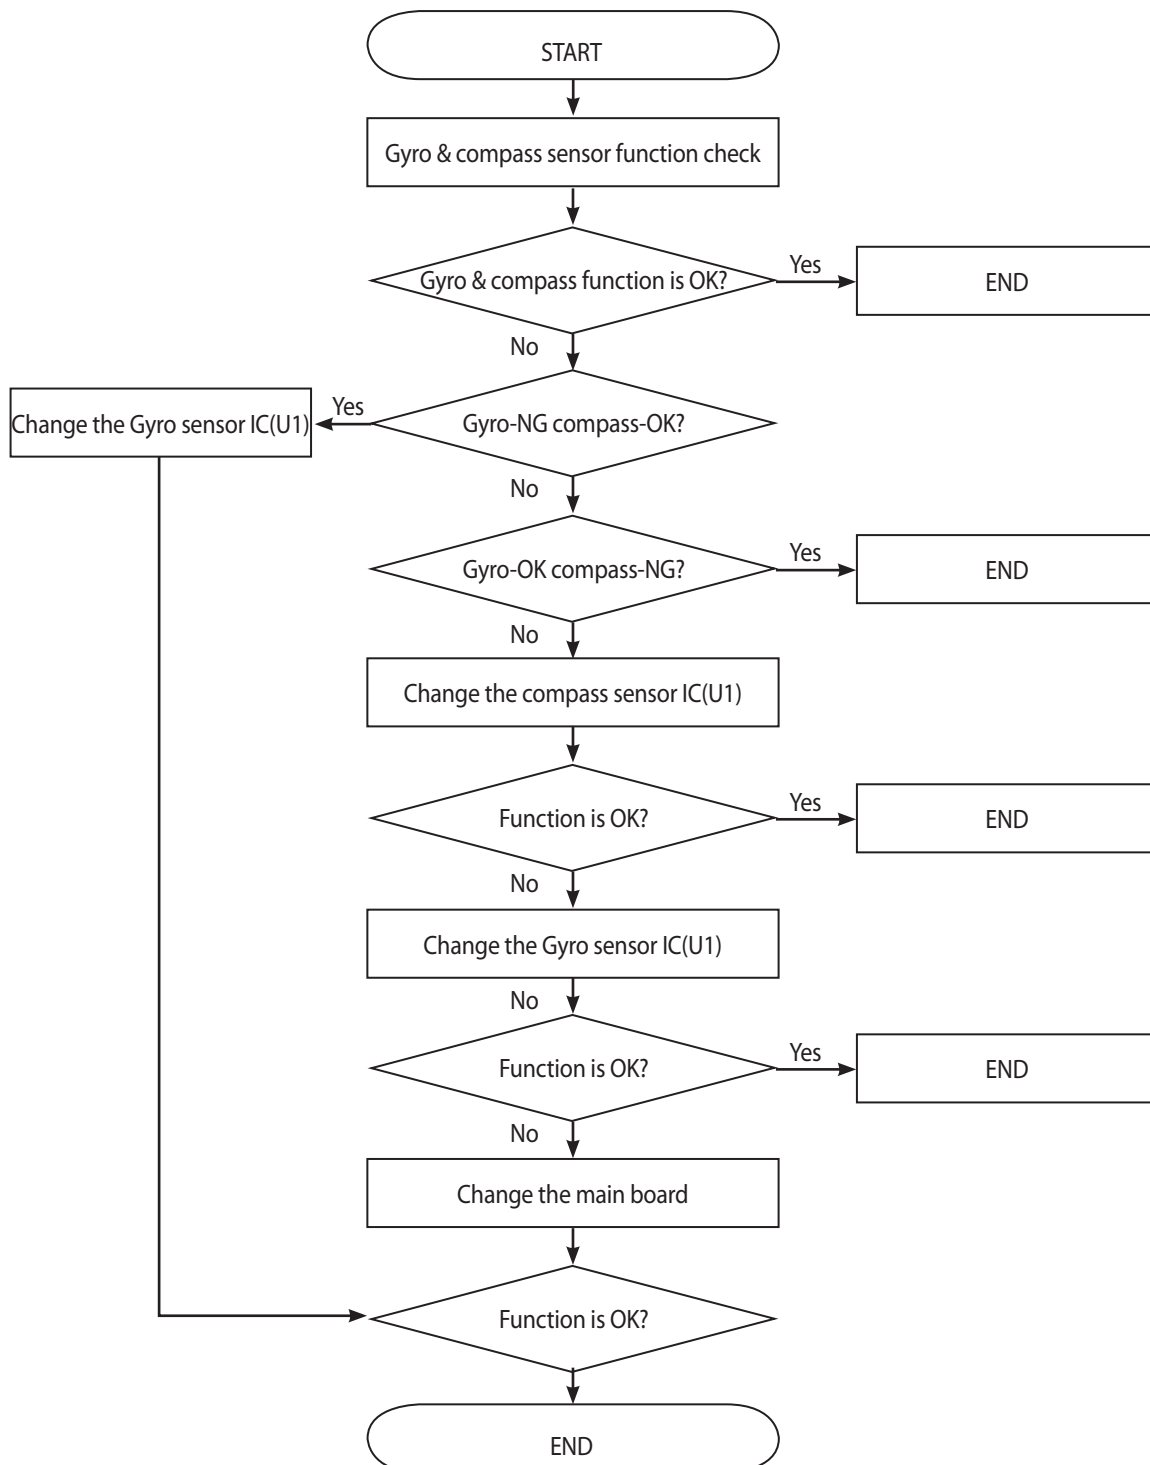 START
Gyro & compass sensor function check
Gyro & compass function is OK?
Yes
END
No
Change the Gyro sensor IC(U1)
Yes
Gyro-NG compass-OK?
No
Gyro-OK compass-NG?
Yes
END
No
Change the compass sensor IC(U1)
Function is OK?
Yes
END
No
Change the Gyro sensor IC(U1)
No
Function is OK?
Yes
END
No
Change the main board
Function is OK?
END